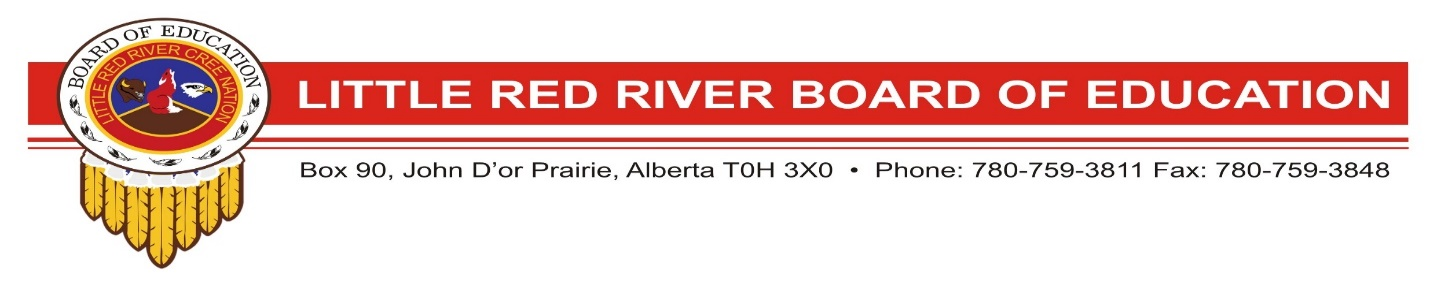 BOARD OF EDUCATION
LITTLE RED RIVER CREE NATION
LITTLE RED RIVER BOARD OF EDUCATION
Box 90, John D'or Prairie, Alberta T0H 3X0 • Phone: 780-759-3811 Fax: 780-759-3848